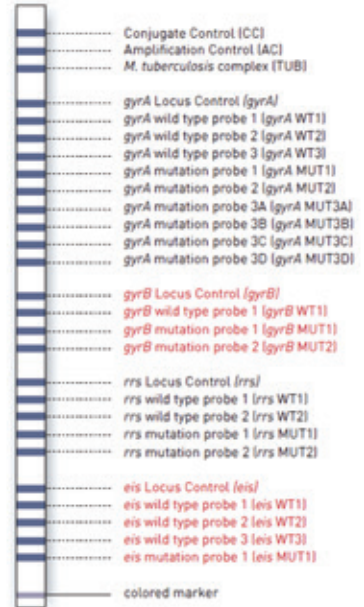 Conjugate Control (CC)
Amplification Control (AC)
M. tuberculosis complex (TUB)
gyrA Locus Control (gyrA)
gyrA wild type probe 1 (gyrA WT1)
gyrA wild type probe 2 (gyrA WT2)
gyrA wild type probe 3 (gyrA WT3)
gyrA mutation probe 1 (gyrA MUT1)
gyrA mutation probe 2 (gyrA MUT2)
gyrA mutation probe 3A (gyrA MUT3A)
gyrA mutation probe 3B (gyrA MUT3B)
gyrA mutation probe 3C (gyrA MUT3C)
gyrA mutation probe 3D (gyrA MUT3D)
gyrB Locus Control (gyrB)
gyrB wild type probe 1 (gyrB WT1)
gyrB mutation probe 1 (gyrB MUT1)
gyrB mutation probe 2 (gyrB MUT2)
rrs Locus Control (rrs)
rrs wild type probe 1 (rrs WT1)
rrs wild type probe 2 (rrs WT2)
rrs mutation probe 1 (rrs MUT1)
rrs mutation probe 2 (rrs MUT2)
eis Locus Control (eis)
eis wild type probe 1 (eis WT1)
eis wild type probe 2 (eis WT2)
eis wild type probe 3 (eis WT3)
eis mutation probe 1 (eis MUT1)
colored marker